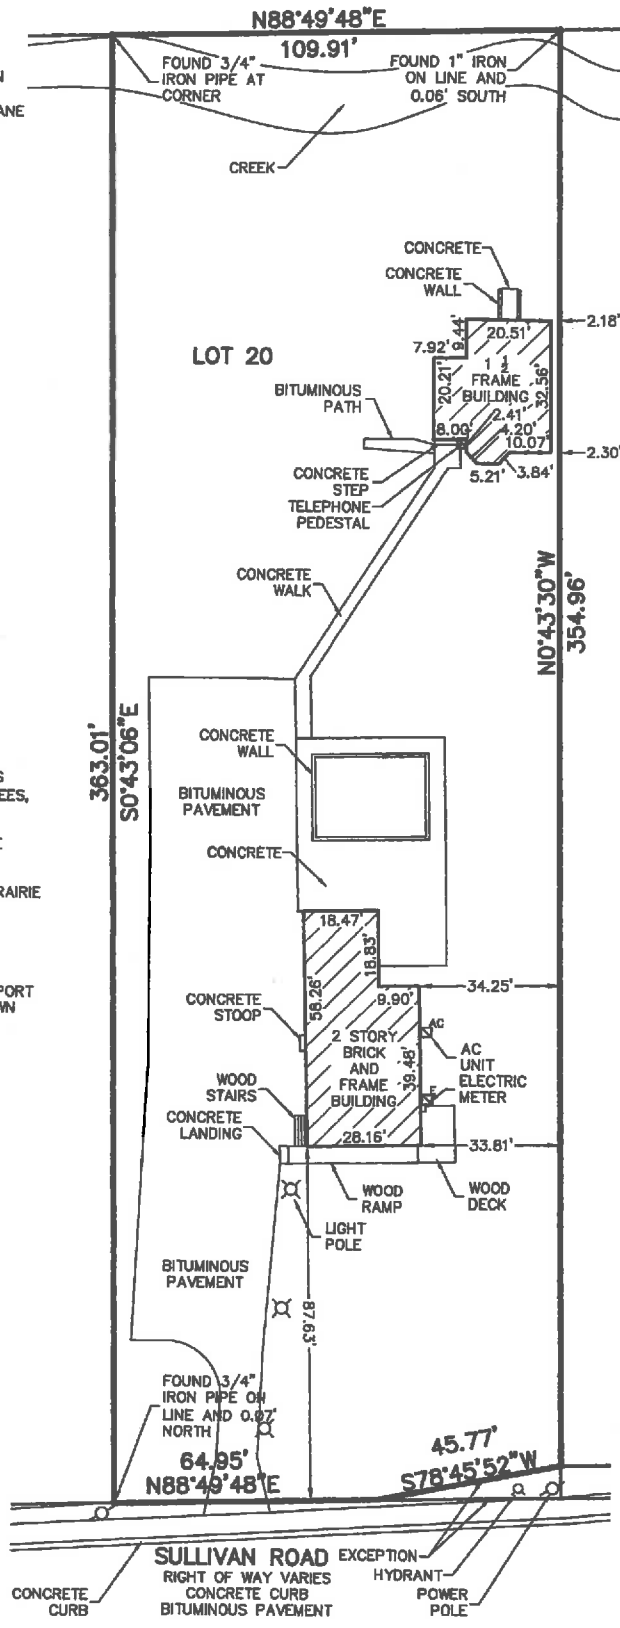 N88°49'48"E
109.91'
FOUND 3/4"
IRON PIPE AT
CORNER
FOUND 1" IRON
ON LINE AND
0.06' SOUTH
N
ANE
CREEK
CONCRETE
CONCRETE
WALL
2.18'
20.51'
9.44'
7.92'
LOT 20
1 1/2
FRAME
BUILDING
20.21'
32.56'
BITUMINOUS
PATH
2.41'
8.00'
4.20'
10.07'
2.30'
5.21'
3.84'
CONCRETE
STEP
TELEPHONE
PEDESTAL
CONCRETE
WALK
N0°43'30"W
354.96'
363.01'
S0°43'06"E
CONCRETE
WALL
S
EES,
BITUMINOUS
PAVEMENT
CONCRETE
RAIRIE
18.47'
18.83'
PORT
WN
34.25'
58.26'
9.90'
CONCRETE
STOOP
AC
2 STORY
BRICK
AND
FRAME
BUILDING
39.48'
AC
UNIT
ELECTRIC
METER
E
WOOD
STAIRS
CONCRETE
LANDING
28.16'
33.81'
WOOD
RAMP
WOOD
DECK
LIGHT
POLE
BITUMINOUS
PAVEMENT
87.63'
FOUND 3/4"
IRON PIPE ON
LINE AND 0.07'
NORTH
45.77'
S78°45'52"W
64.95'
N88°49'48"E
SULLIVAN ROAD
RIGHT OF WAY VARIES
CONCRETE CURB
BITUMINOUS PAVEMENT
EXCEPTION
HYDRANT
POWER
POLE
CONCRETE
CURB